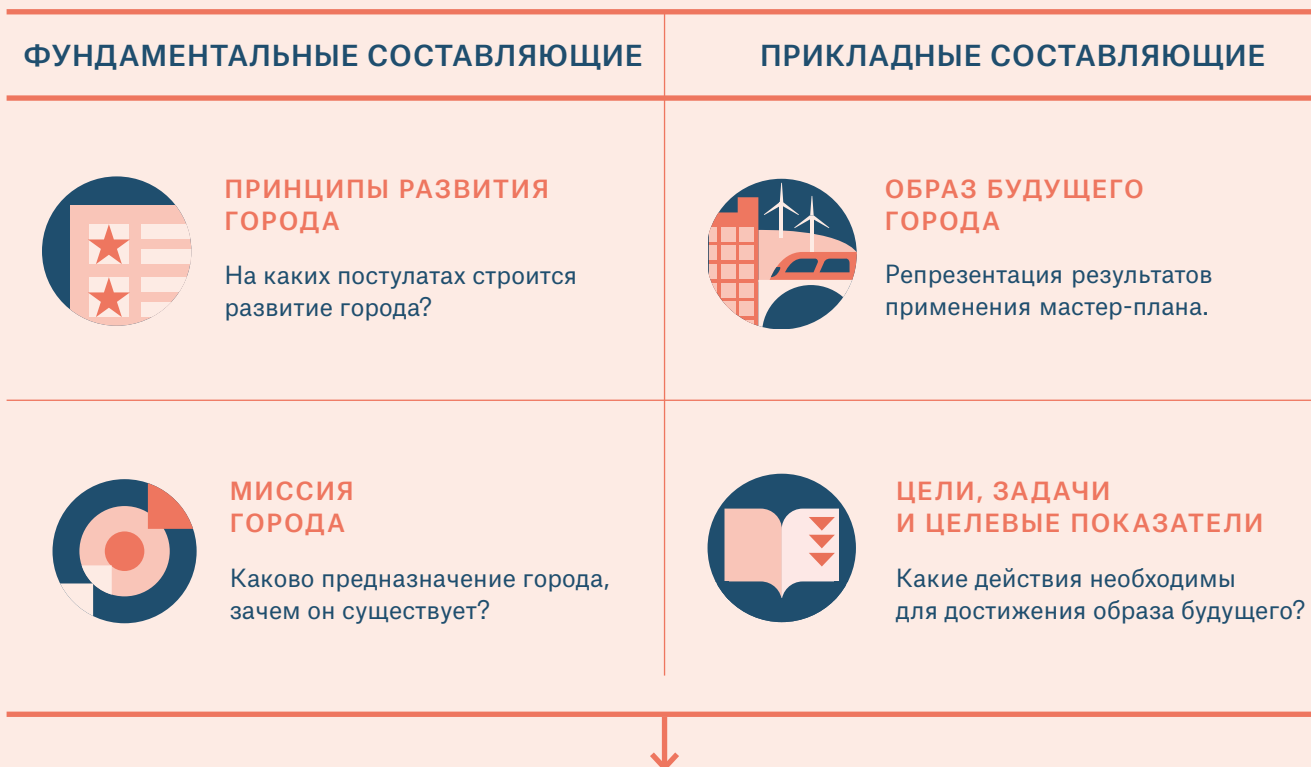 ФУНДАМЕНТАЛЬНЫЕ СОСТАВЛЯЮЩИЕ
ПРИКЛАДНЫЕ СОСТАВЛЯЮЩИЕ
ПРИНЦИПЫ РАЗВИТИЯ
ГОРОДА
На каких постулатах строится
развитие города?
ОБРАЗ БУДУЩЕГО
ГОРОДА
Репрезентация результатов
применения мастер-плана.
МИССИЯ
ГОРОДА
Каково предназначение города,
зачем он существует?
ЦЕЛИ, ЗАДАЧИ
И ЦЕЛЕВЫЕ ПОКАЗАТЕЛИ
Какие действия необходимы
для достижения образа будущего?